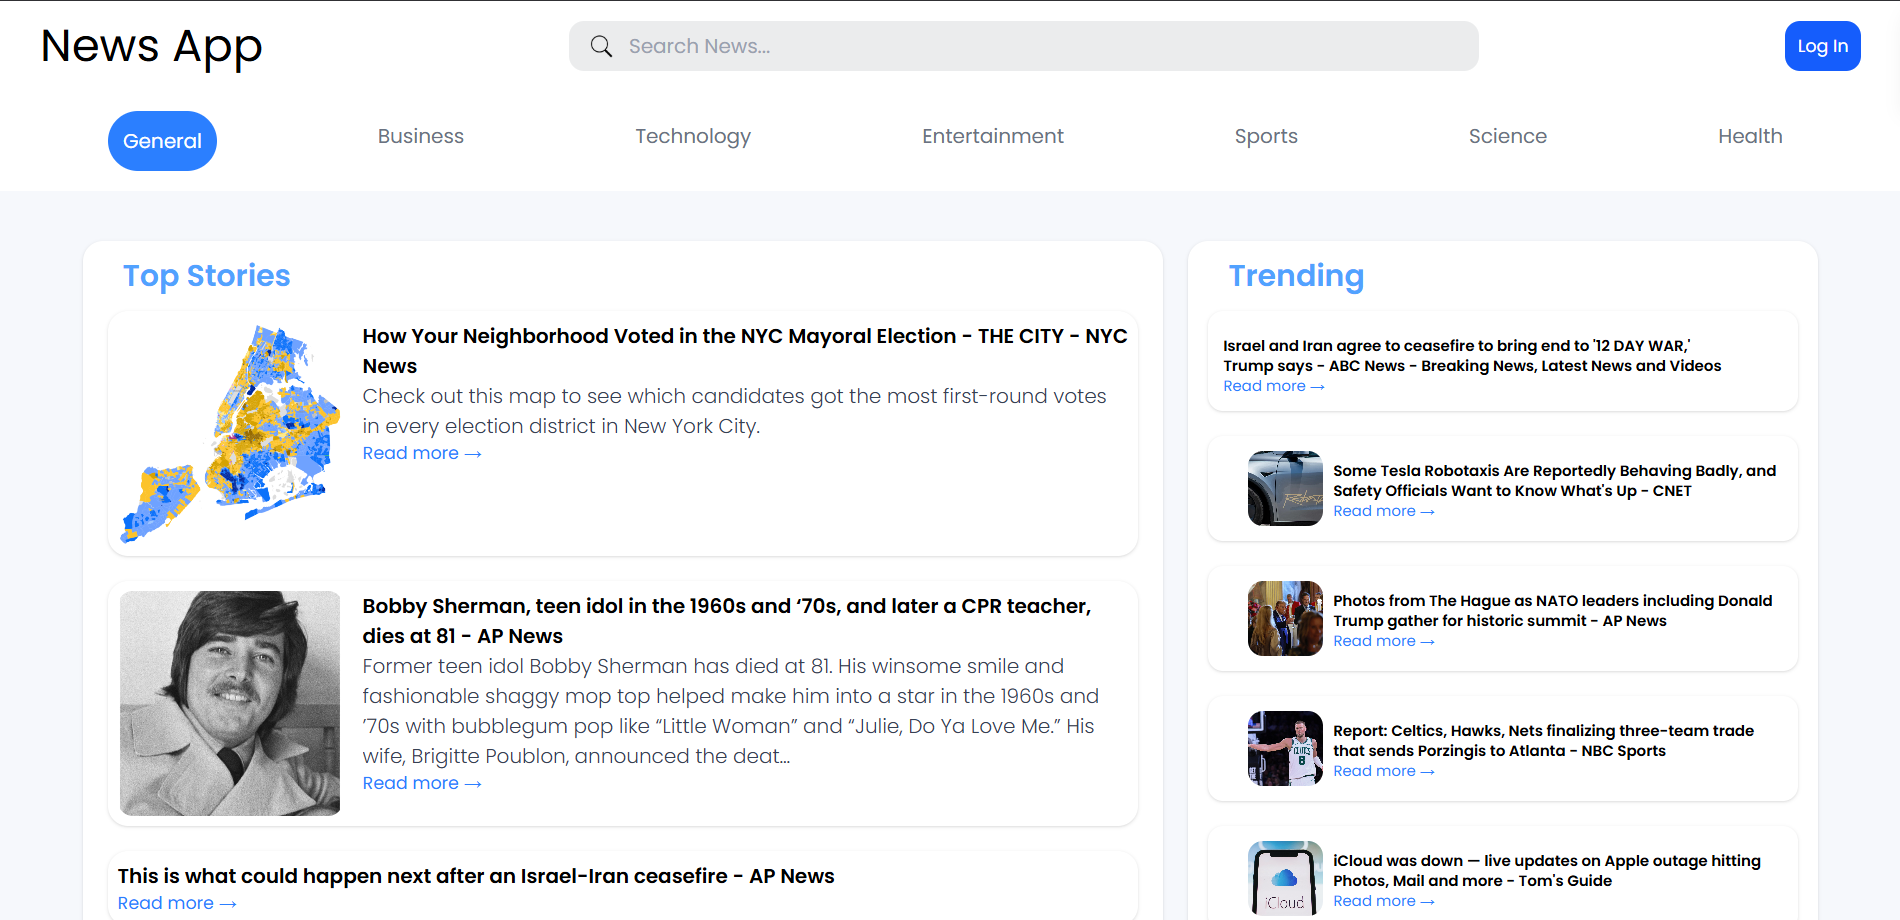 News App
Search News...
Log In
General
Business
Technology
Entertainment
Sports
Science
Health
Top Stories
How Your Neighborhood Voted in the NYC Mayoral Election - THE CITY - NYC
News
Check out this map to see which candidates got the most first-round votes
in every election district in New York City.
Read more →
Bobby Sherman, teen idol in the 1960s and ‘70s, and later a CPR teacher,
dies at 81 - AP News
Former teen idol Bobby Sherman has died at 81. His winsome smile and
fashionable shaggy mop top helped make him into a star in the 1960s and
’70s with bubblegum pop like “Little Woman” and “Julie, Do Ya Love Me.” His
wife, Brigitte Poublon, announced the deat…
Read more →
This is what could happen next after an Israel-Iran ceasefire - AP News
Read more →
Trending
Israel and Iran agree to ceasefire to bring end to '12 DAY WAR,'
Trump says - ABC News - Breaking News, Latest News and Videos
Read more →
Some Tesla Robotaxis Are Reportedly Behaving Badly, and
Safety Officials Want to Know What's Up - CNET
Read more →
Photos from The Hague as NATO leaders including Donald
Trump gather for historic summit - AP News
Read more →
CELTICS
8
Report: Celtics, Hawks, Nets finalizing three-team trade
that sends Porzingis to Atlanta - NBC Sports
Read more →
iCloud
iCloud was down — live updates on Apple outage hitting
Photos, Mail and more - Tom's Guide
Read more →